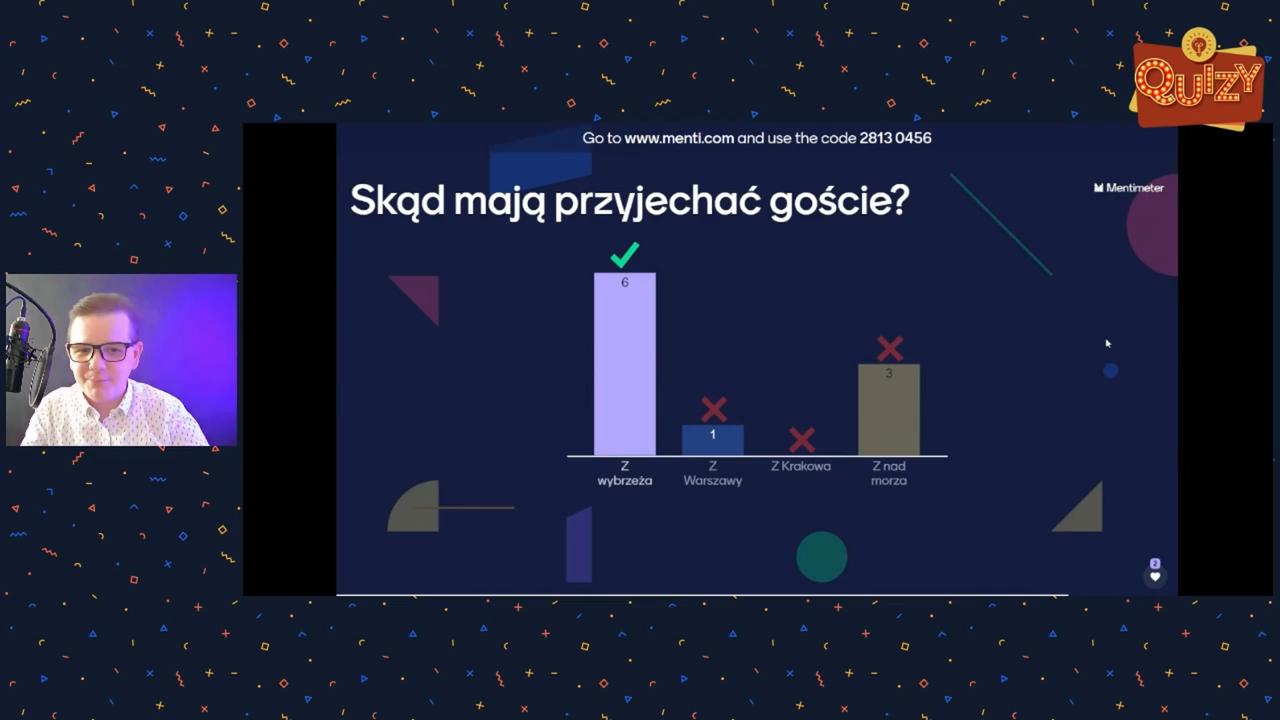 QUIZY
Go to www.menti.com and use the code 2813 0456
Mentimeter
Skąd mają przyjechać goście?
6
1
3
Z wybrzeża
Z Warszawy
Z Krakowa
Z nad morza
2